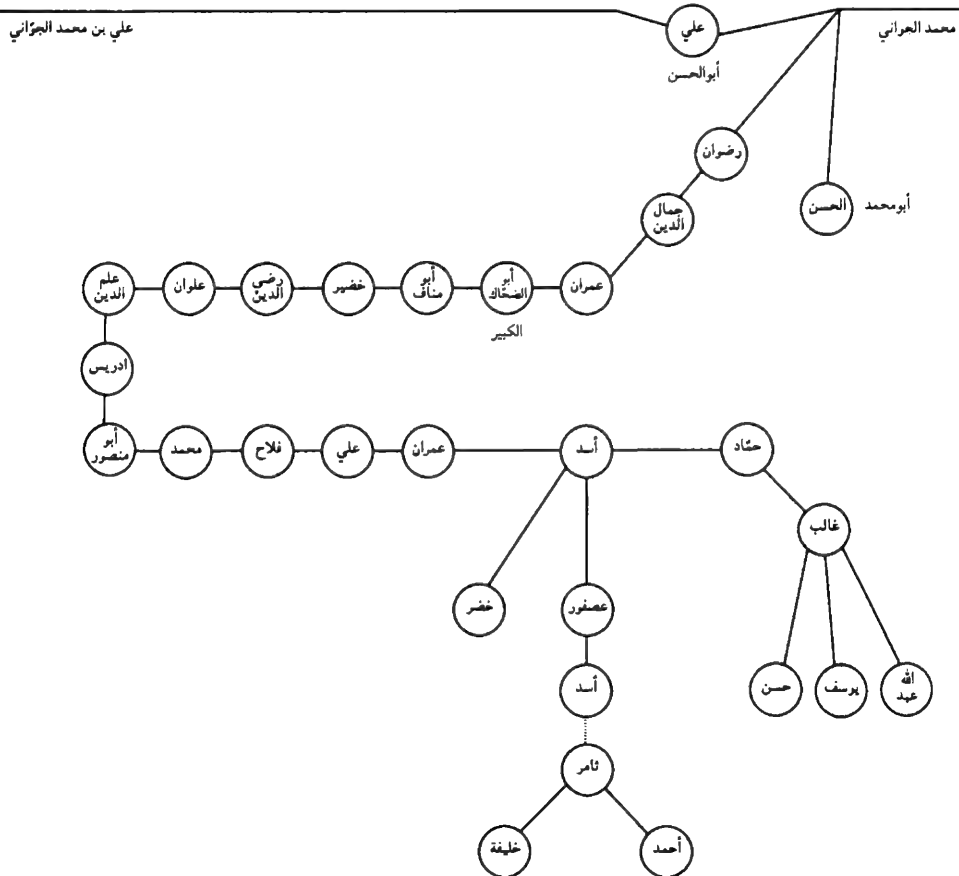 محمد الحراني
علي
علي بن محمد الجوّاني
أبوالحسن
رضوان
أبومحمد
الحسن
جمال
الدين
عمران
أبو
الضحّاك
الكبير
أبو
مناف
خضير
رضي
الدين
علوان
علم
الدين
ادريس
أبو
منصور
محمد
فلاح
علي
عمران
أسد
حمّاد
غالب
عصفور
خضر
الله
عبد
يوسف
حسن
أسد
ثامر
أحمد
خليفة